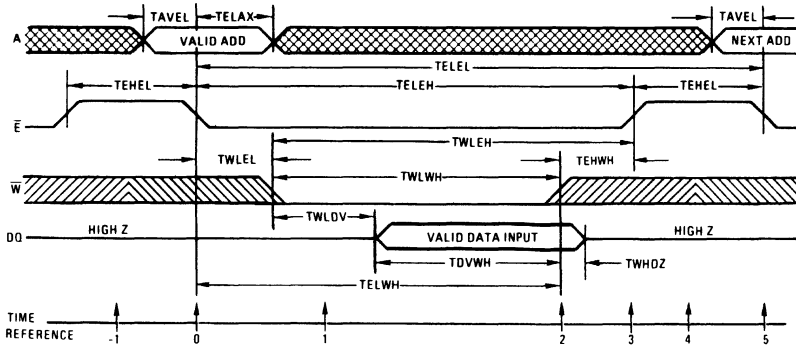 TAVEL TELAX TAVEL
A VALID ADD NEXT ADD
TELEL
TEHEL TELEH TEHEL
E
TWLEH
TWLEL TEHWH
TWLWH
W
TWLDV
DQ HIGH Z VALID DATA INPUT HIGH Z
TDVWH TWHDZ
TELWH
TIME
REFERENCE
-1 0 1 2 3 4 5